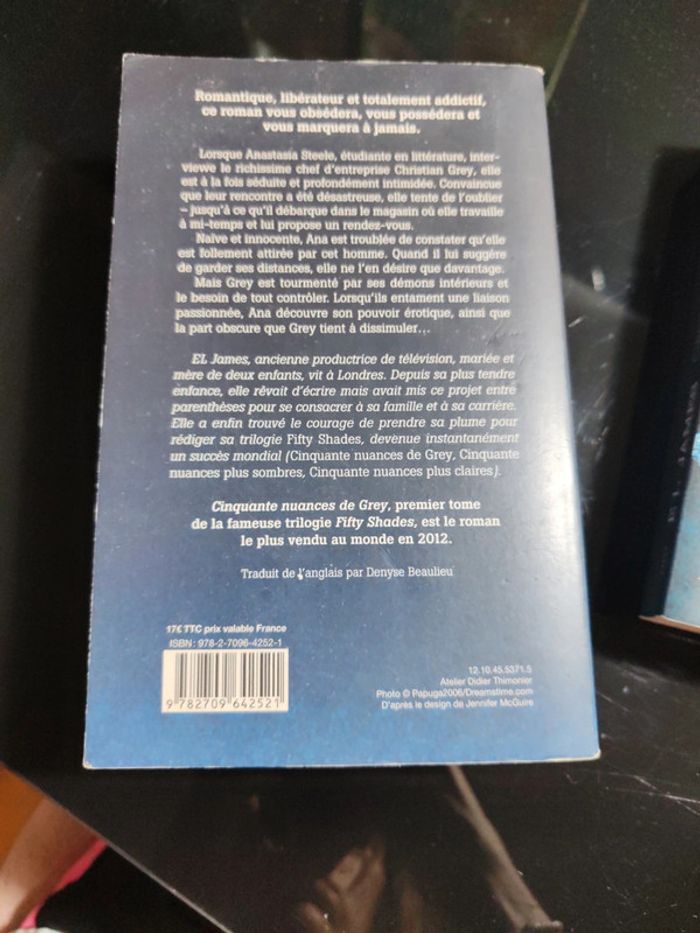 Romantique, libérateur et totalement addictif,
ce roman vous obsédera, vous possédera et
vous marquera à jamais.
Lorsque Anastasia Steele, étudiante en littérature, inter-
viewe le richissime chef d'entreprise Christian Grey, elle
est à la fois séduite et profondément intimidée. Convaincue
que leur rencontre a été désastreuse, elle tente de l'oublier
– jusqu'à ce qu'il débarque dans le magasin où elle travaille
à mi-temps et lui propose un rendez-vous.
Naïve et innocente, Ana est troublée de constater qu'elle
est follement attirée par cet homme. Quand il lui suggère
de garder ses distances, elle ne l'en désire que davantage.
Mais Grey est tourmenté par ses démons intérieurs et
le besoin de tout contrôler. Lorsqu'ils entament une liaison
passionnée, Ana découvre son pouvoir érotique, ainsi que
la part obscure que Grey tient à dissimuler…
EL James, ancienne productrice de télévision, mariée et
mère de deux enfants, vit à Londres. Depuis sa plus tendre
enfance, elle rêvait d'écrire mais avait mis ce projet entre
parenthèses pour se consacrer à sa famille et à sa carrière.
Elle a enfin trouvé le courage de prendre sa plume pour
rédiger sa trilogie Fifty Shades, devenue instantanément
un succès mondial (Cinquante nuances de Grey, Cinquante
nuances plus sombres, Cinquante nuances plus claires).
Cinquante nuances de Grey, premier tome
de la fameuse trilogie Fifty Shades, est le roman
le plus vendu au monde en 2012.
Traduit de l'anglais par Denyse Beaulieu
17€ TTC prix valable France
ISBN : 978-2-7096-4252-1
9 782709 642521
12.10.45.5371.5
Atelier Didier Thimonier
Photo © Papuga2006/Dreamstime.com
D'après le design de Jennifer McGuire